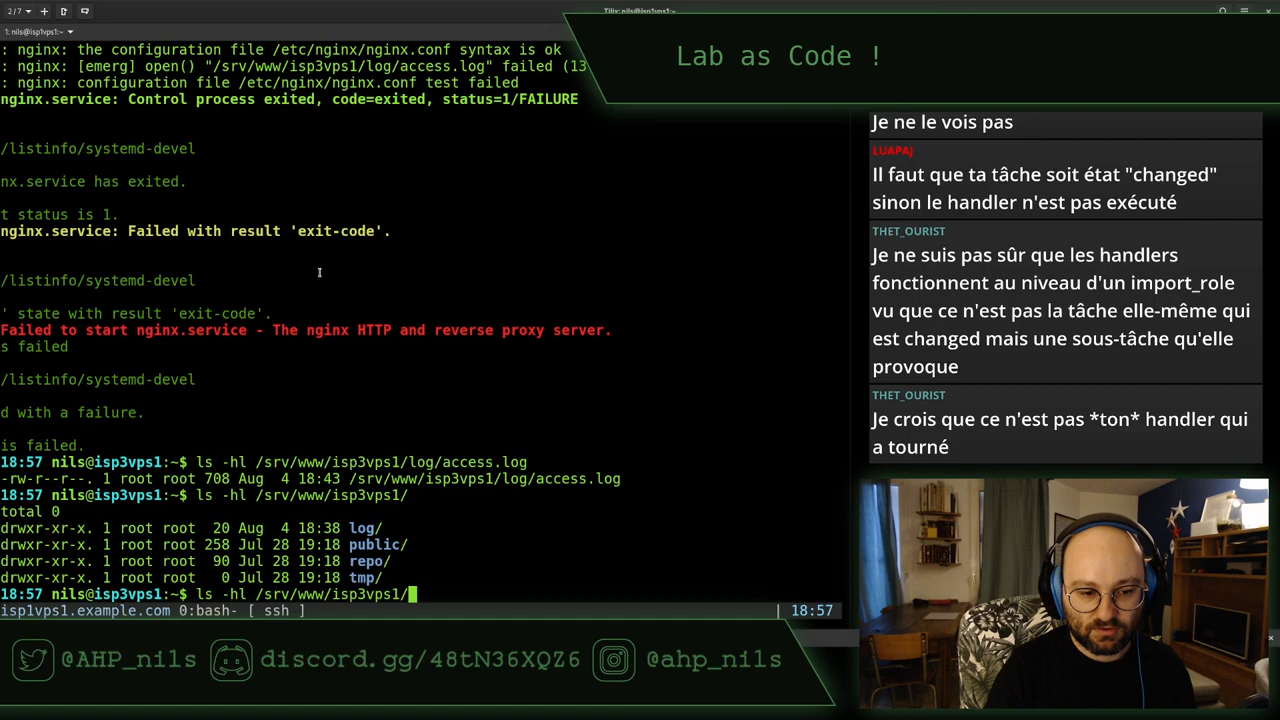 2/7
Tilix: nils@isp1vps1:~
1: nils@isp1vps1:~
: nginx: the configuration file /etc/nginx/nginx.conf syntax is ok
: nginx: [emerg] open() "/srv/www/isp3vps1/log/access.log" failed (13
: nginx: configuration file /etc/nginx/nginx.conf test failed
nginx.service: Control process exited, code=exited, status=1/FAILURE
/listinfo/systemd-devel
nx.service has exited.
t status is 1.
nginx.service: Failed with result 'exit-code'.
/listinfo/systemd-devel
' state with result 'exit-code'.
Failed to start nginx.service - The nginx HTTP and reverse proxy server.
s failed
/listinfo/systemd-devel
d with a failure.
is failed.
18:57 nils@isp3vps1:~$ ls -hl /srv/www/isp3vps1/log/access.log
-rw-r--r--. 1 root root 708 Aug  4 18:43 /srv/www/isp3vps1/log/access.log
18:57 nils@isp3vps1:~$ ls -hl /srv/www/isp3vps1/
total 0
drwxr-xr-x. 1 root root  20 Aug  4 18:38 log/
drwxr-xr-x. 1 root root 258 Jul 28 19:18 public/
drwxr-xr-x. 1 root root  90 Jul 28 19:18 repo/
drwxr-xr-x. 1 root root   0 Jul 28 19:18 tmp/
18:57 nils@isp3vps1:~$ ls -hl /srv/www/isp3vps1/
isp1vps1.example.com 0:bash- [ ssh ] | 18:57
Lab as Code !
Je ne le vois pas
LUAPAJ
Il faut que ta tâche soit état "changed"
sinon le handler n'est pas exécuté
THET_OURIST
Je ne suis pas sûr que les handlers
fonctionnent au niveau d'un import_role
vu que ce n'est pas la tâche elle-même qui
est changed mais une sous-tâche qu'elle
provoque
THET_OURIST
Je crois que ce n'est pas *ton* handler qui
a tourné
@AHP_nils discord.gg/48tN36XQZ6 @ahp_nils